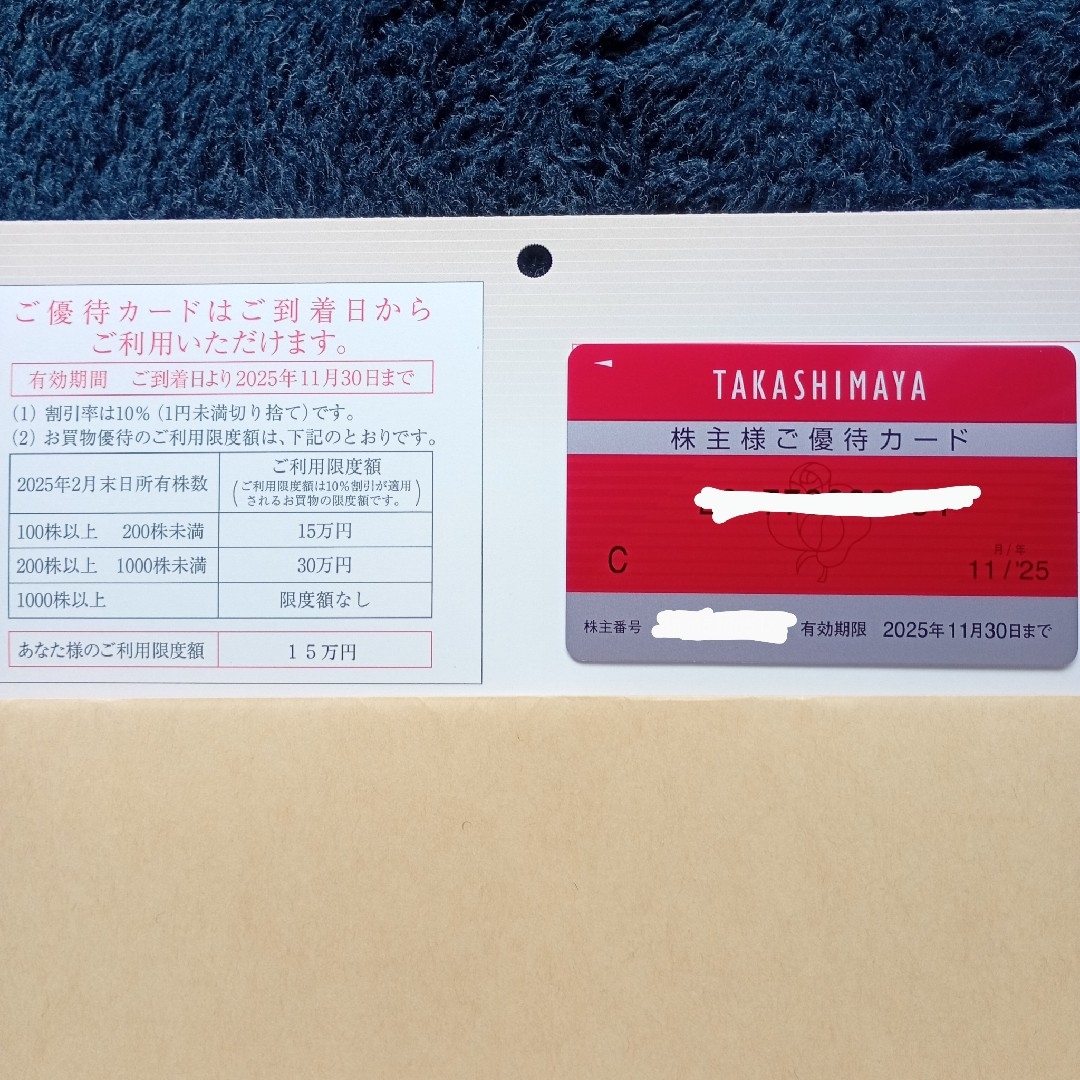 ご優待カードはご到着日から
ご利用いただけます。
有効期間 ご到着日より2025年11月30日まで
(1) 割引率は10% (1円未満切り捨て)です。
(2) お買物優待のご利用限度額は、下記のとおりです。
2025年2月末日所有株数
ご利用限度額
(ご利用限度額は10%割引が適用
されるお買物の限度額です。)
100株以上 200株未満 15万円
200株以上 1000株未満 30万円
1000株以上 限度額なし
あなた様のご利用限度額 15万円
TAKASHIMAYA
株主様ご優待カード
C
月/年
11/'25
株主番号 有効期限 2025年11月30日まで